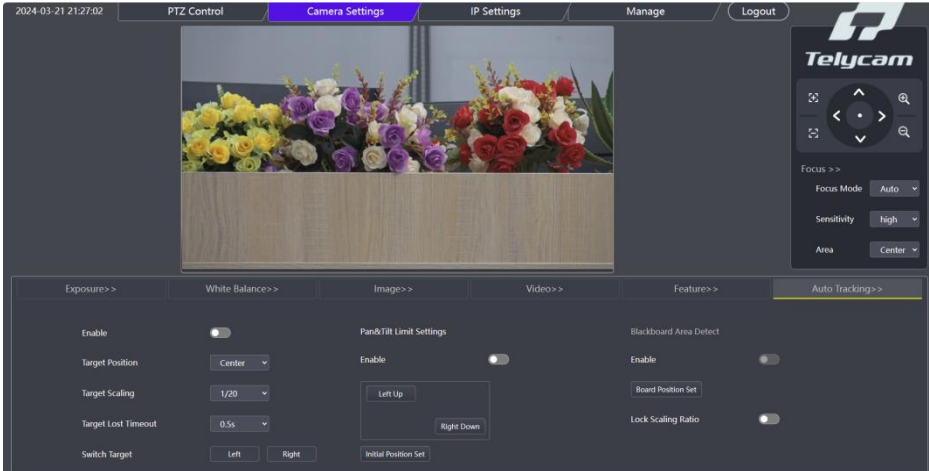 2024-03-21 21:27:02 PTZ Control Camera Settings IP Settings Manage Logout
Telycam
Focus >>
Focus Mode Auto
Sensitivity high
Area Center
Exposure>> White Balance>> Image>> Video>> Feature>> Auto Tracking>>
Enable
Target Position Center
Target Scaling 1/20
Target Lost Timeout 0.5s
Switch Target Left Right
Pan&Tilt Limit Settings
Enable
Left Up
Right Down
Initial Position Set
Blackboard Area Detect
Enable
Board Position Set
Lock Scaling Ratio